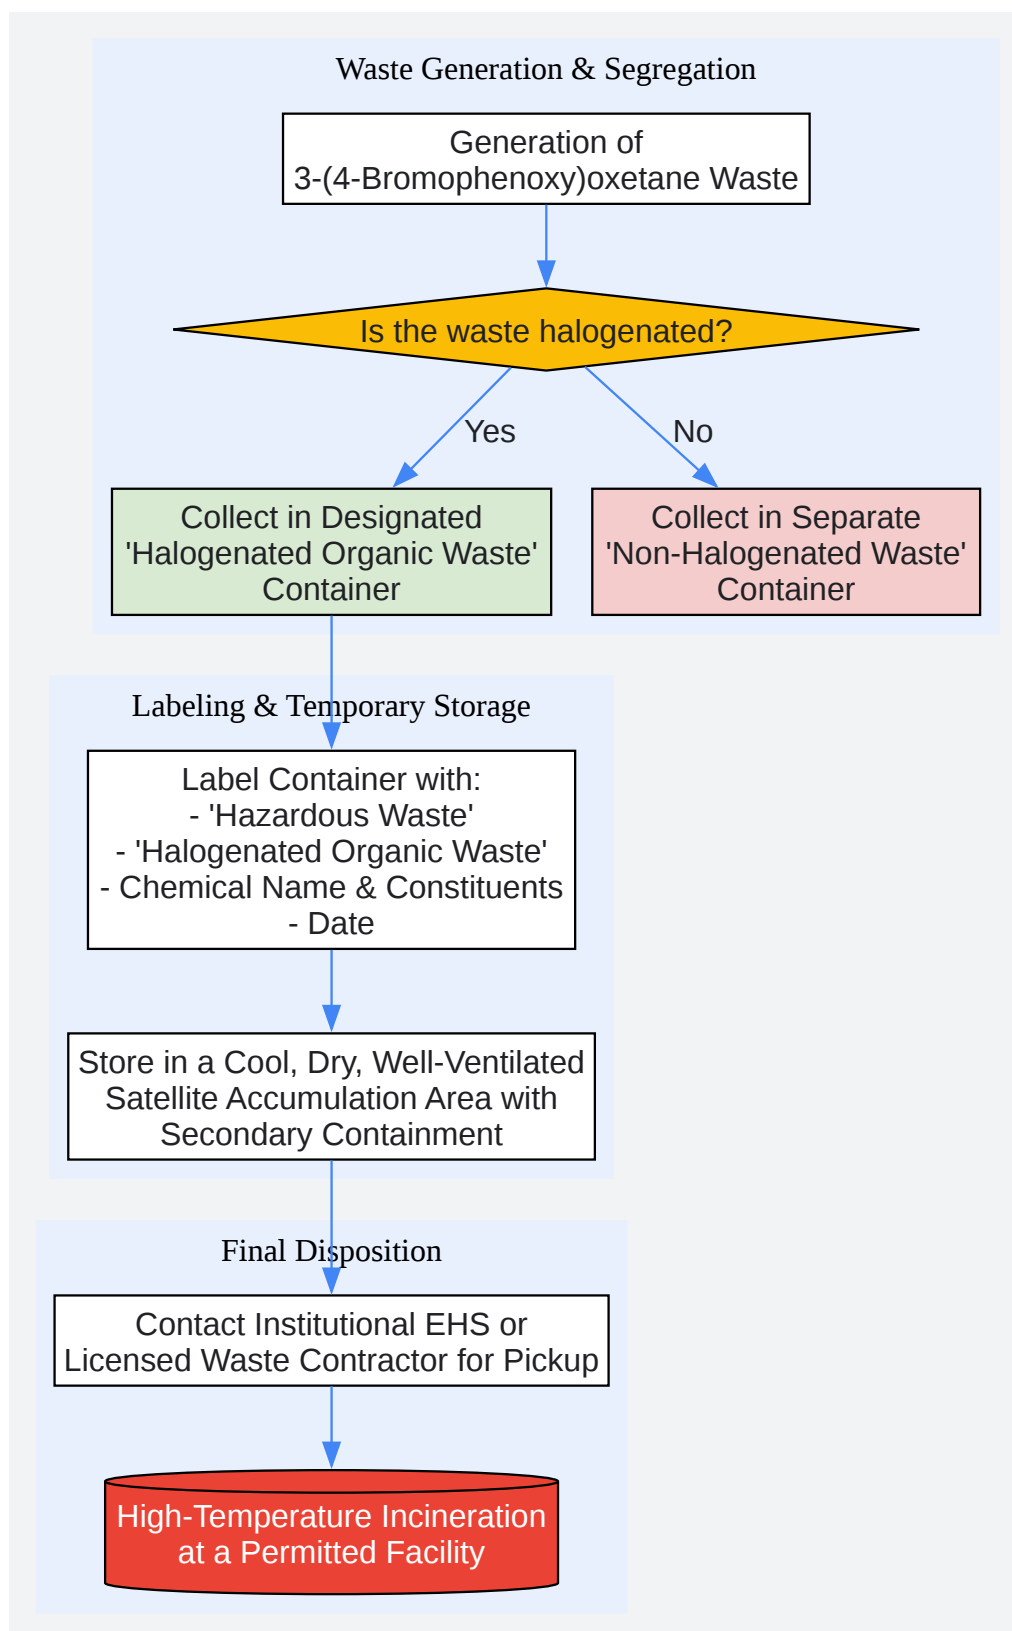 Waste Generation & Segregation
Generation of
3-(4-Bromophenoxy)oxetane Waste
Is the waste halogenated?
Yes
No
Collect in Designated
'Halogenated Organic Waste'
Container
Collect in Separate
'Non-Halogenated Waste'
Container
Labeling & Temporary Storage
Label Container with:
- 'Hazardous Waste'
- 'Halogenated Organic Waste'
- Chemical Name & Constituents
- Date
Store in a Cool, Dry, Well-Ventilated
Satellite Accumulation Area with
Secondary Containment
Final Disposition
Contact Institutional EHS or
Licensed Waste Contractor for Pickup
High-Temperature Incineration
at a Permitted Facility